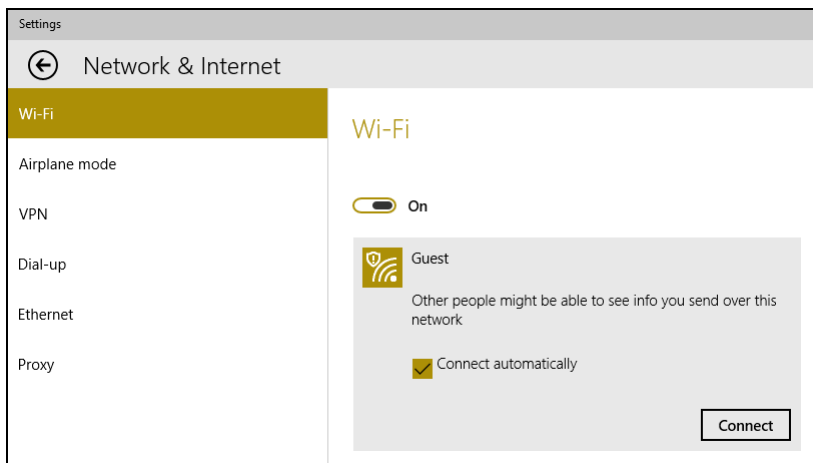 Settings
Network & Internet
Wi-Fi
Airplane mode
VPN
Dial-up
Ethernet
Proxy
Wi-Fi
On
Guest
Other people might be able to see info you send over this
network
Connect automatically
Connect